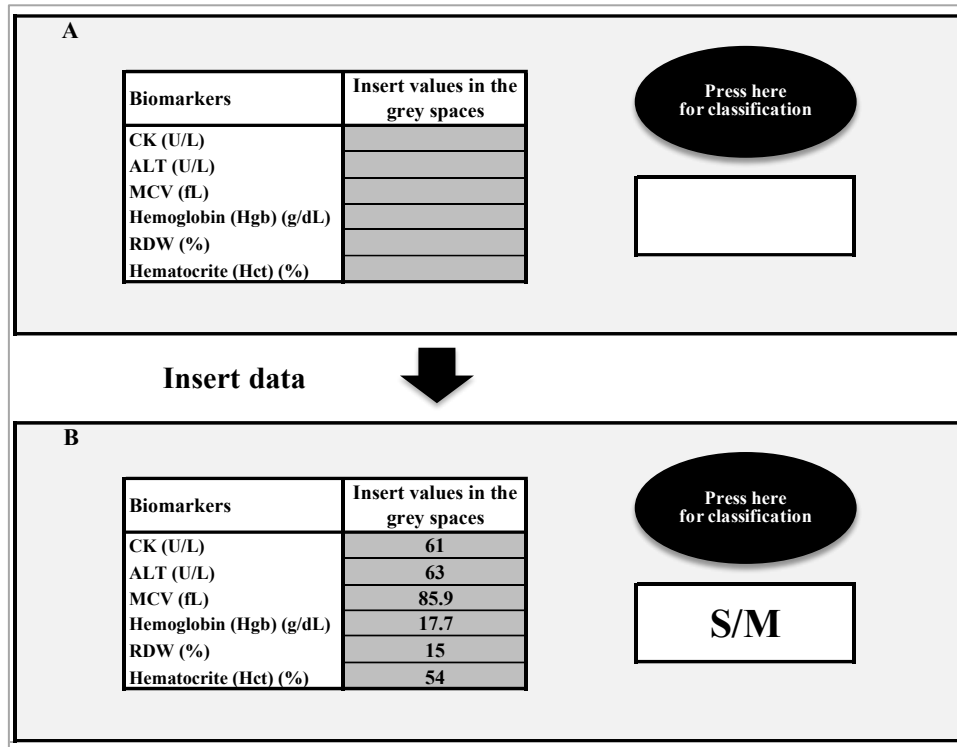 A
Biomarkers
Insert values in the
grey spaces
CK (U/L)
ALT (U/L)
MCV (fL)
Hemoglobin (Hgb) (g/dL)
RDW (%)
Hematocrite (Hct) (%)
Press here
for classification
Insert data
B
Biomarkers
Insert values in the
grey spaces
CK (U/L) 61
ALT (U/L) 63
MCV (fL) 85.9
Hemoglobin (Hgb) (g/dL) 17.7
RDW (%) 15
Hematocrite (Hct) (%) 54
Press here
for classification
S/M